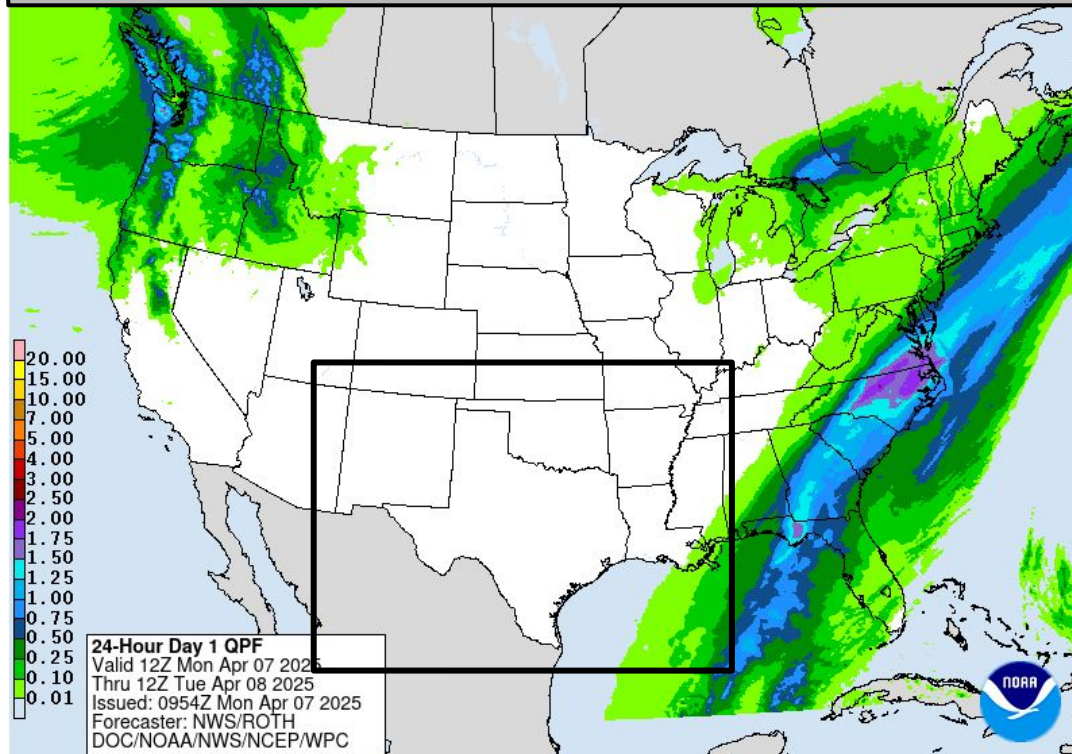 20.00
15.00
10.00
7.00
5.00
4.00
3.00
2.50
2.00
1.75
1.50
1.25
1.00
0.75
0.50
0.25
0.10
0.01
24-Hour Day 1 QPF
Valid 12Z Mon Apr 07 2025
Thru 12Z Tue Apr 08 2025
Issued: 0954Z Mon Apr 07 2025
Forecaster: NWS/ROTH
DOC/NOAA/NWS/NCEP/WPC
NOAA